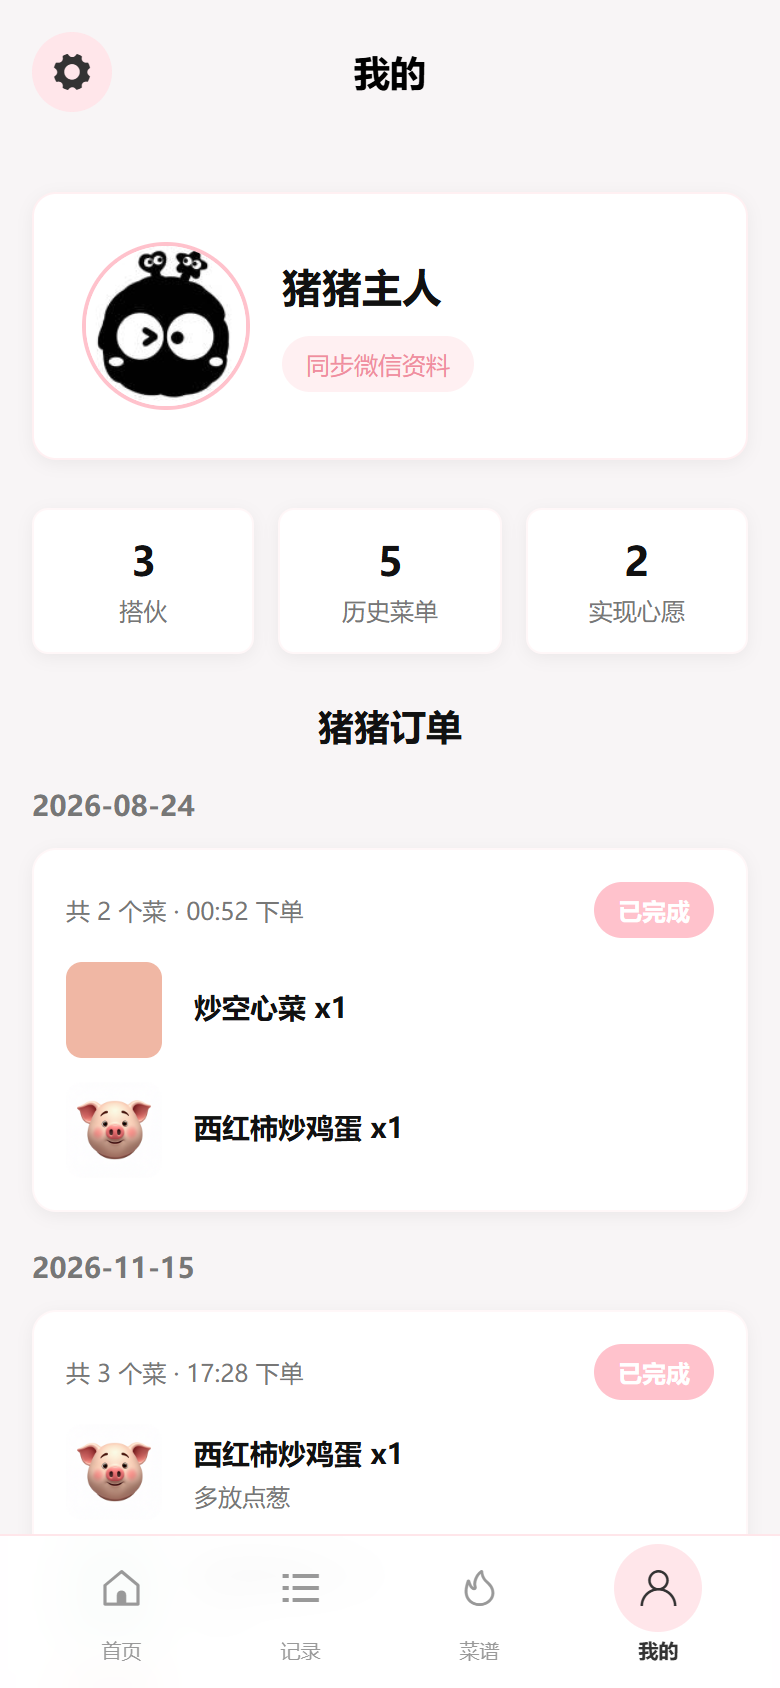 我的
猪猪主人
同步微信资料
3
搭伙
5
历史菜单
2
实现心愿
猪猪订单
2026-08-24
共 2 个菜 · 00:52 下单
已完成
炒空心菜 x1
西红柿炒鸡蛋 x1
2026-11-15
共 3 个菜 · 17:28 下单
已完成
西红柿炒鸡蛋 x1
多放点葱
首页
记录
菜谱
我的